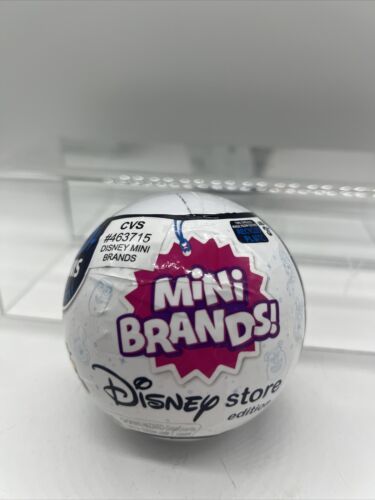 CVS
#463715
DISNEY MINI
BRANDS
MiNi
BRANDS!
Disney store
edition